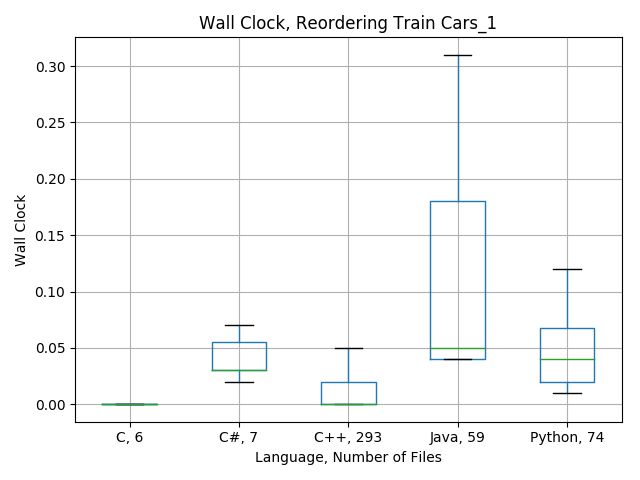 Wall Clock, Reordering Train Cars_1
0.30
0.25
0.20
0.15
0.10
0.05
0.00
Wall Clock
C, 6 C#, 7 C++, 293 Java, 59 Python, 74
Language, Number of Files